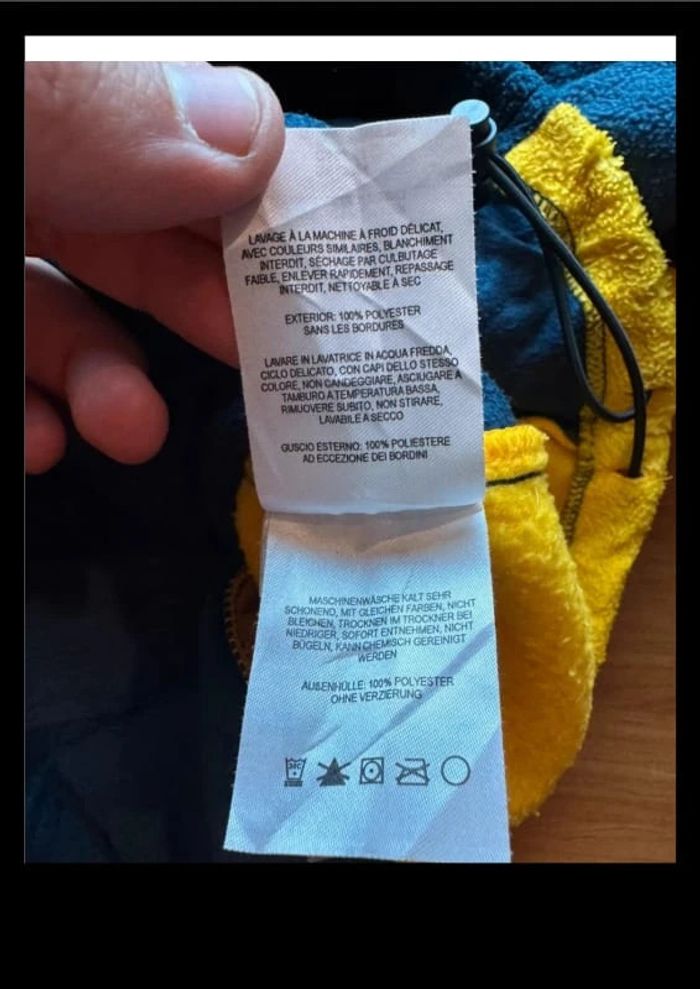 LAVAGE À LA MACHINE À FROID DÉLICAT,
AVEC COULEURS SIMILAIRES, BLANCHIMENT
INTERDIT, SÉCHAGE PAR CULBUTAGE
FAIBLE, ENLEVER RAPIDEMENT, REPASSAGE
INTERDIT, NETTOYABLE À SEC
EXTERIOR: 100% POLYESTER
SANS LES BORDURES
LAVARE IN LAVATRICE IN ACQUA FREDDA,
CICLO DELICATO, CON CAPI DELLO STESSO
COLORE, NON CANDEGGIARE, ASCIUGARE A
TAMBURO A TEMPERATURA BASSA,
RIMUOVERE SUBITO, NON STIRARE,
LAVABILE A SECCO
GUSCIO ESTERNO: 100% POLIESTERE
AD ECCEZIONE DEI BORDINI
MASCHINENWÄSCHE KALT SEHR
SCHONEND, MIT GLEICHEN FARBEN, NICHT
BLEICHEN, TROCKNEN IM TROCKNER BEI
NIEDRIGER, SOFORT ENTNEHMEN, NICHT
BÜGELN, KANN CHEMISCH GEREINIGT
WERDEN
AUßENHÜLLE: 100% POLYESTER
OHNE VERZIERUNG